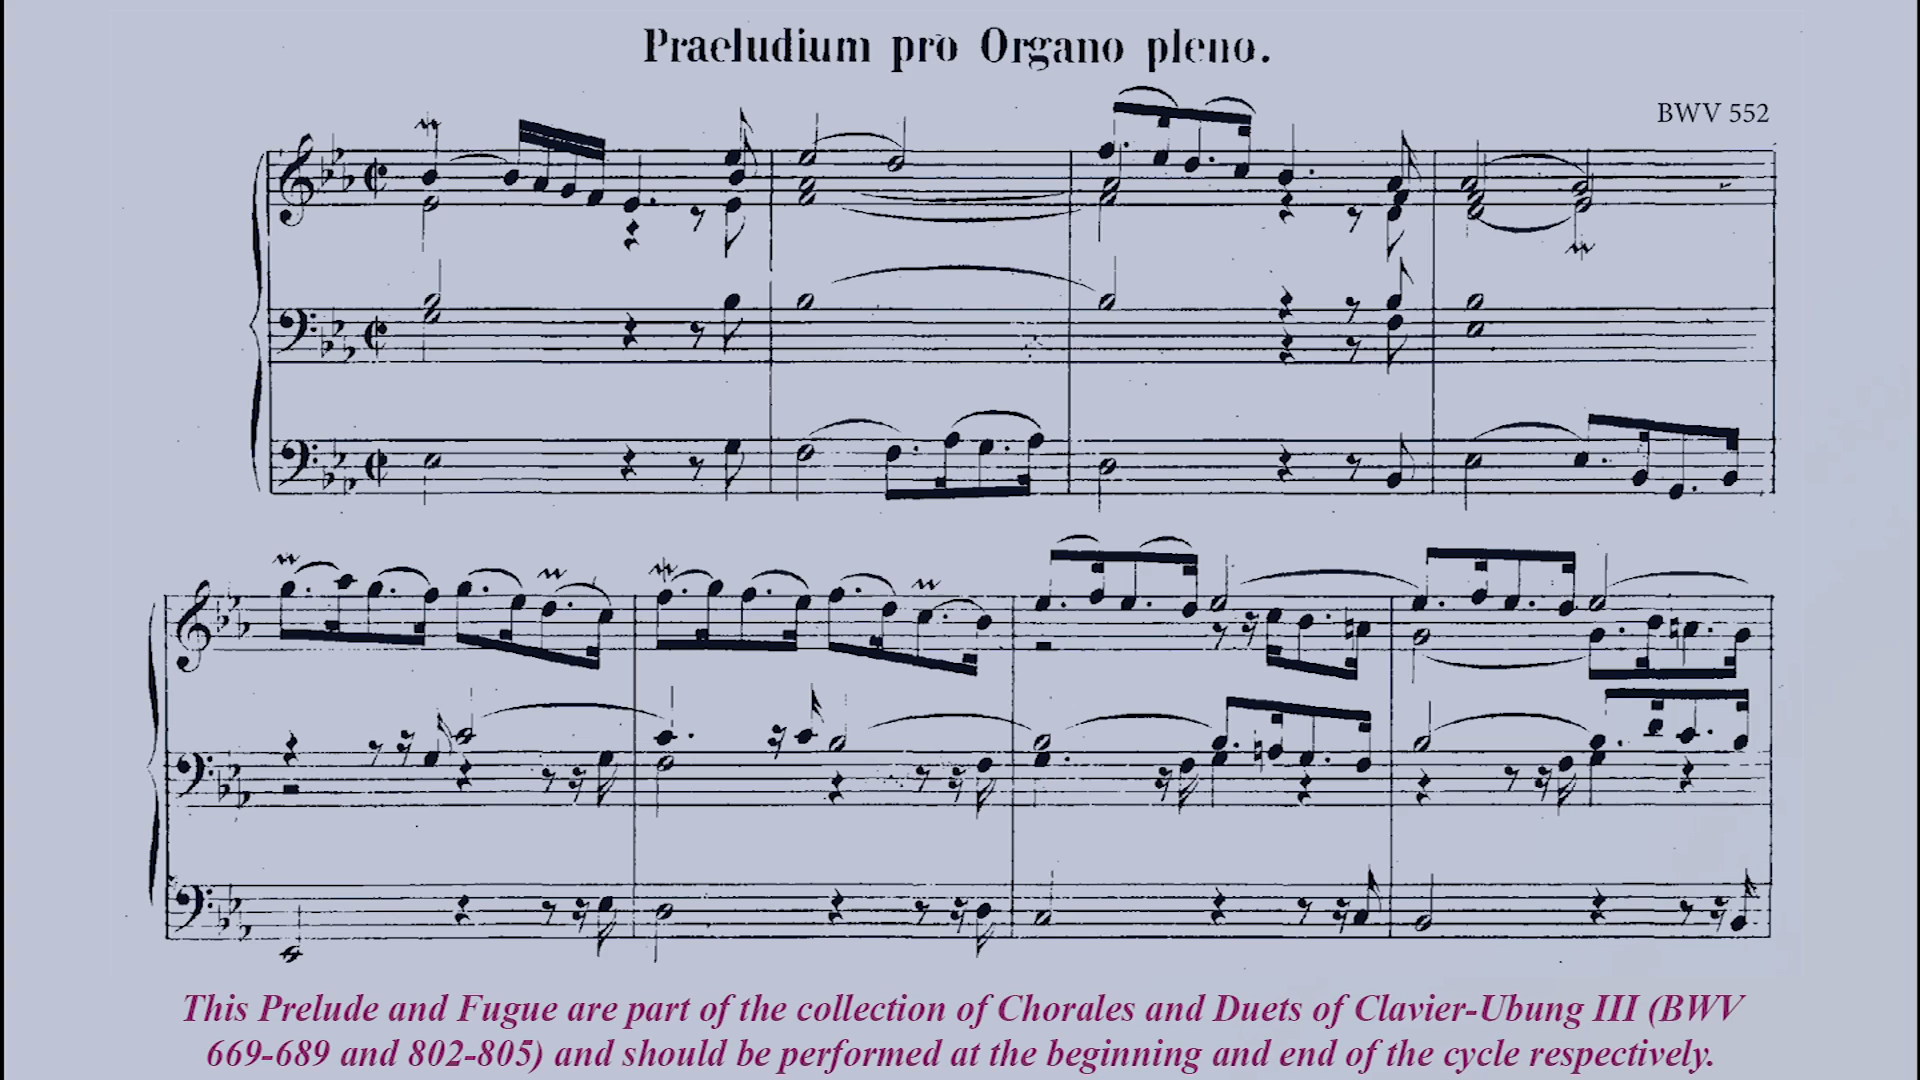 Praeludium pro Organo pleno.
BWV 552
This Prelude and Fugue are part of the collection of Chorales and Duets of Clavier-Ubung III (BWV
669-689 and 802-805) and should be performed at the beginning and end of the cycle respectively.